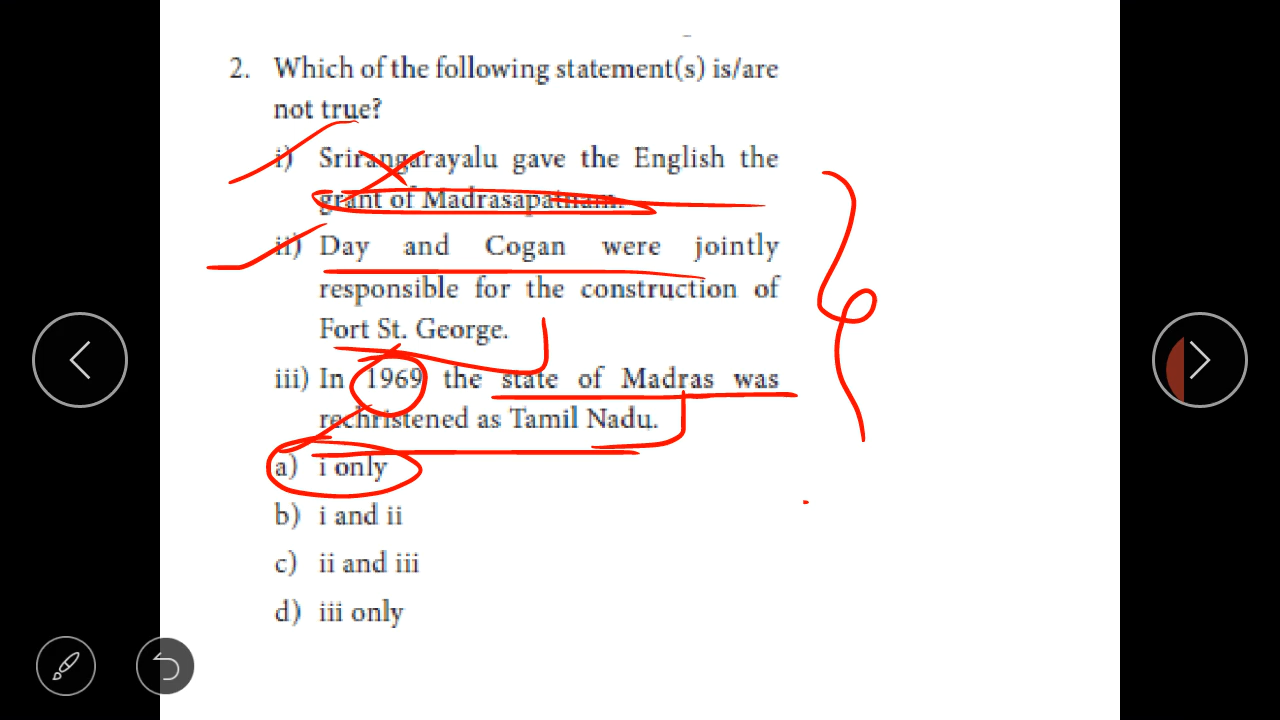 2. Which of the following statement(s) is/are
not true?
i) Srirangarayalu gave the English the
grant of Madrasapatnam.
ii) Day and Cogan were jointly
responsible for the construction of
Fort St. George.
iii) In 1969 the state of Madras was
rechristened as Tamil Nadu.
a) i only
b) i and ii
c) ii and iii
d) iii only